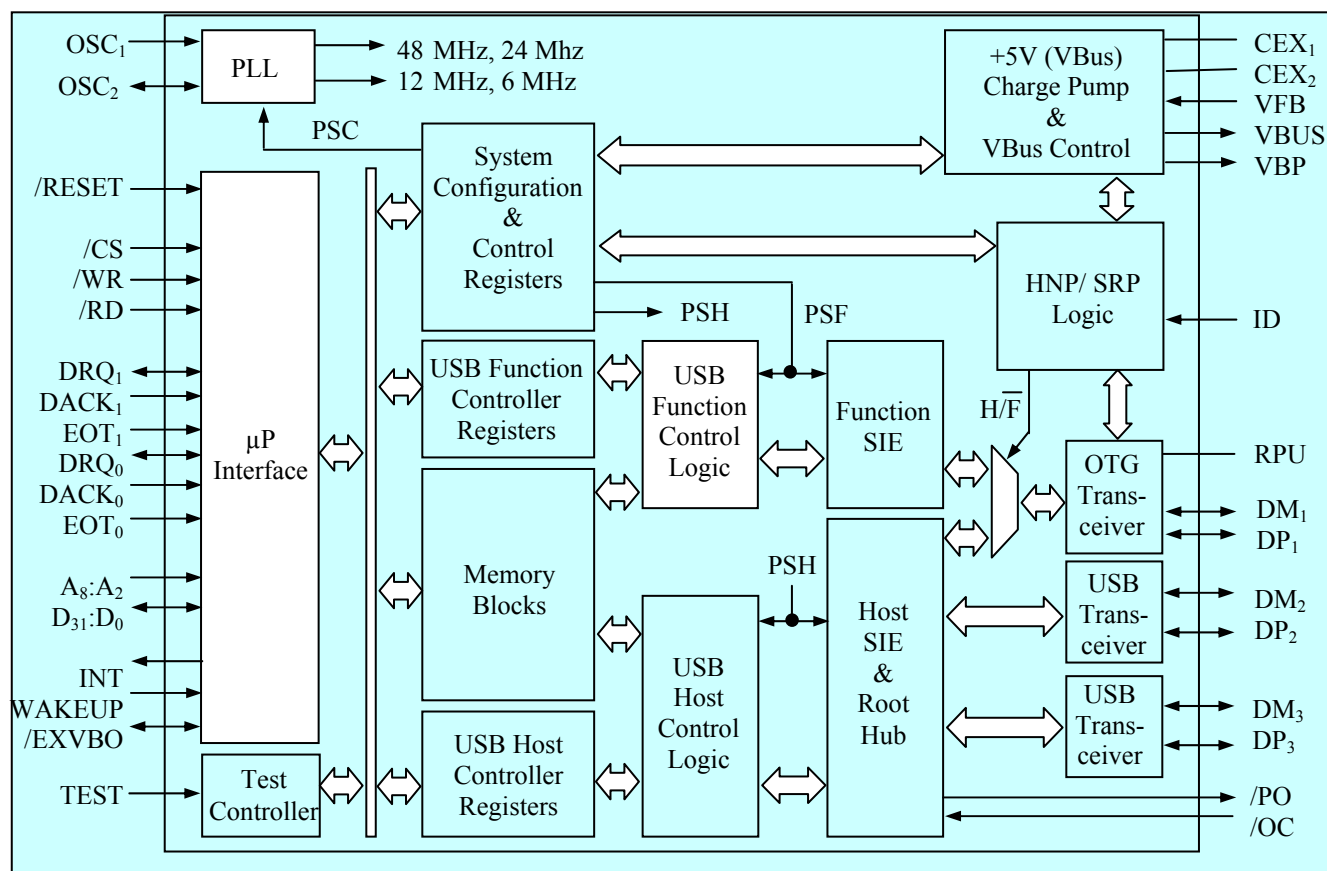 OSC₁
OSC₂
PLL
48 MHz, 24 Mhz
12 MHz, 6 MHz
PSC
+5V (VBus)
Charge Pump
&
VBus Control
CEX₁
CEX₂
VFB
VBUS
VBP
System
Configuration
&
Control
Registers
/RESET
/CS
/WR
/RD
DRQ₁
DACK₁
EOT₁
DRQ₀
DACK₀
EOT₀
A₈:A₂
D₃₁:D₀
INT
WAKEUP
/EXVBO
TEST
µP
Interface
Test
Controller
HNP/ SRP
Logic
ID
PSH
PSF
USB Function
Controller
Registers
USB
Function
Control
Logic
Function
SIE
H/F̅
OTG
Trans-
ceiver
RPU
DM₁
DP₁
Memory
Blocks
PSH
USB
Host
Control
Logic
Host
SIE
&
Root
Hub
USB
Trans-
ceiver
DM₂
DP₂
USB
Trans-
ceiver
DM₃
DP₃
USB Host
Controller
Registers
/PO
/OC